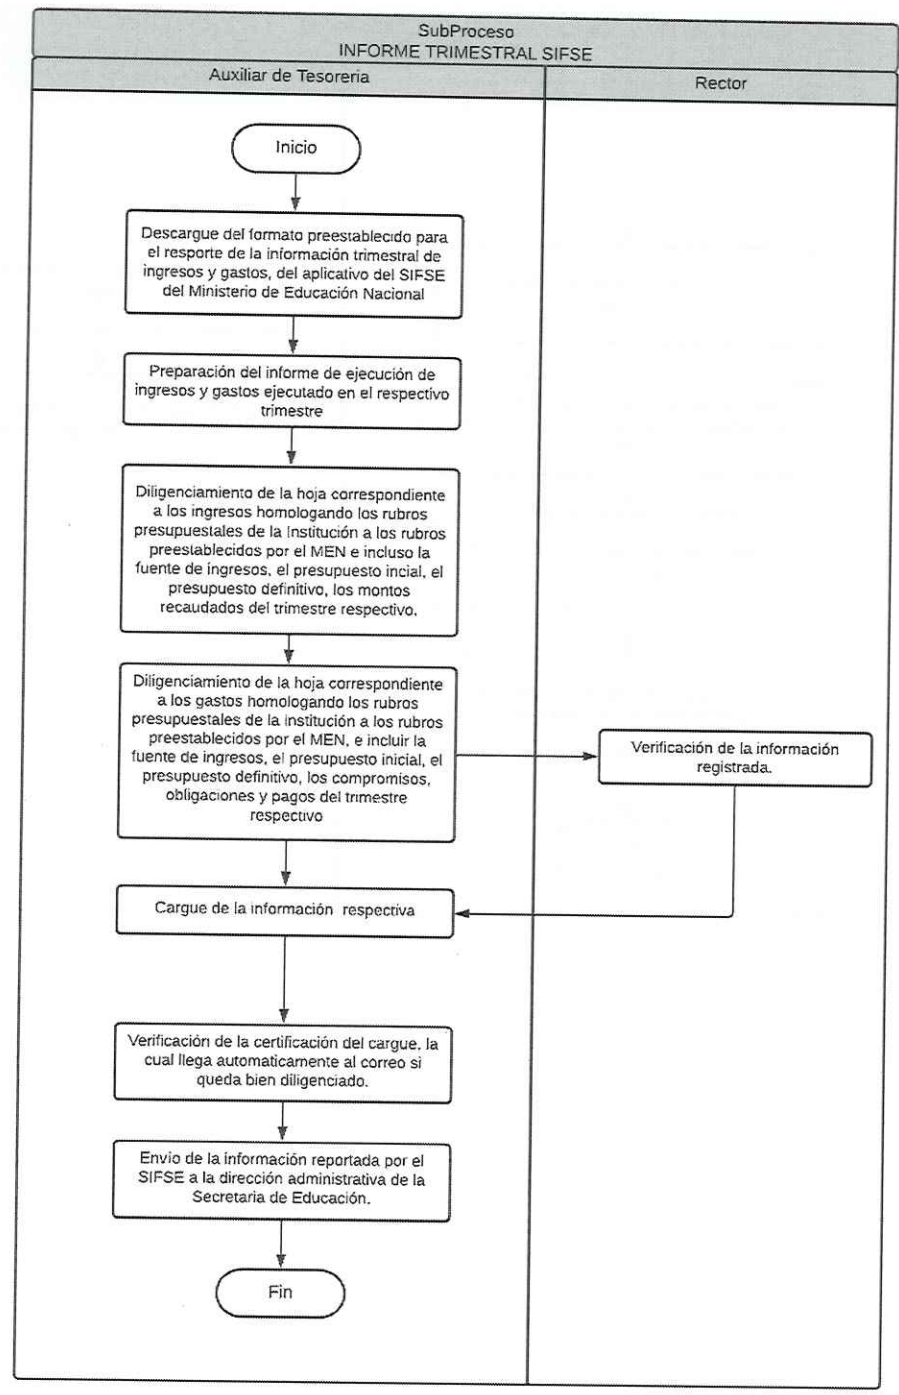 SubProceso
INFORME TRIMESTRAL SIFSE
Auxiliar de Tesoreria
Rector
Inicio
Descargue del formato preestablecido para
el resporte de la información trimestral de
ingresos y gastos, del aplicativo del SIFSE
del Ministerio de Educación Nacional
Preparación del informe de ejecución de
ingresos y gastos ejecutado en el respectivo
trimestre
Diligenciamiento de la hoja correspondiente
a los ingresos homologando los rubros
presupuestales de la Institución a los rubros
preestablecidos por el MEN e incluso la
fuente de ingresos, el presupuesto incial, el
presupuesto definitivo, los montos
recaudados del trimestre respectivo.
Diligenciamiento de la hoja correspondiente
a los gastos homologando los rubros
presupuestales de la institución a los rubros
preestablecidos por el MEN, e incluir la
fuente de ingresos, el presupuesto inicial, el
presupuesto definitivo, los compromisos,
obligaciones y pagos del trimestre
respectivo
Verificación de la información
registrada.
Cargue de la información respectiva
Verificación de la certificación del cargue, la
cual llega automaticamente al correo si
queda bien diligenciado.
Envio de la información reportada por el
SIFSE a la dirección administrativa de la
Secretaria de Educación.
Fin